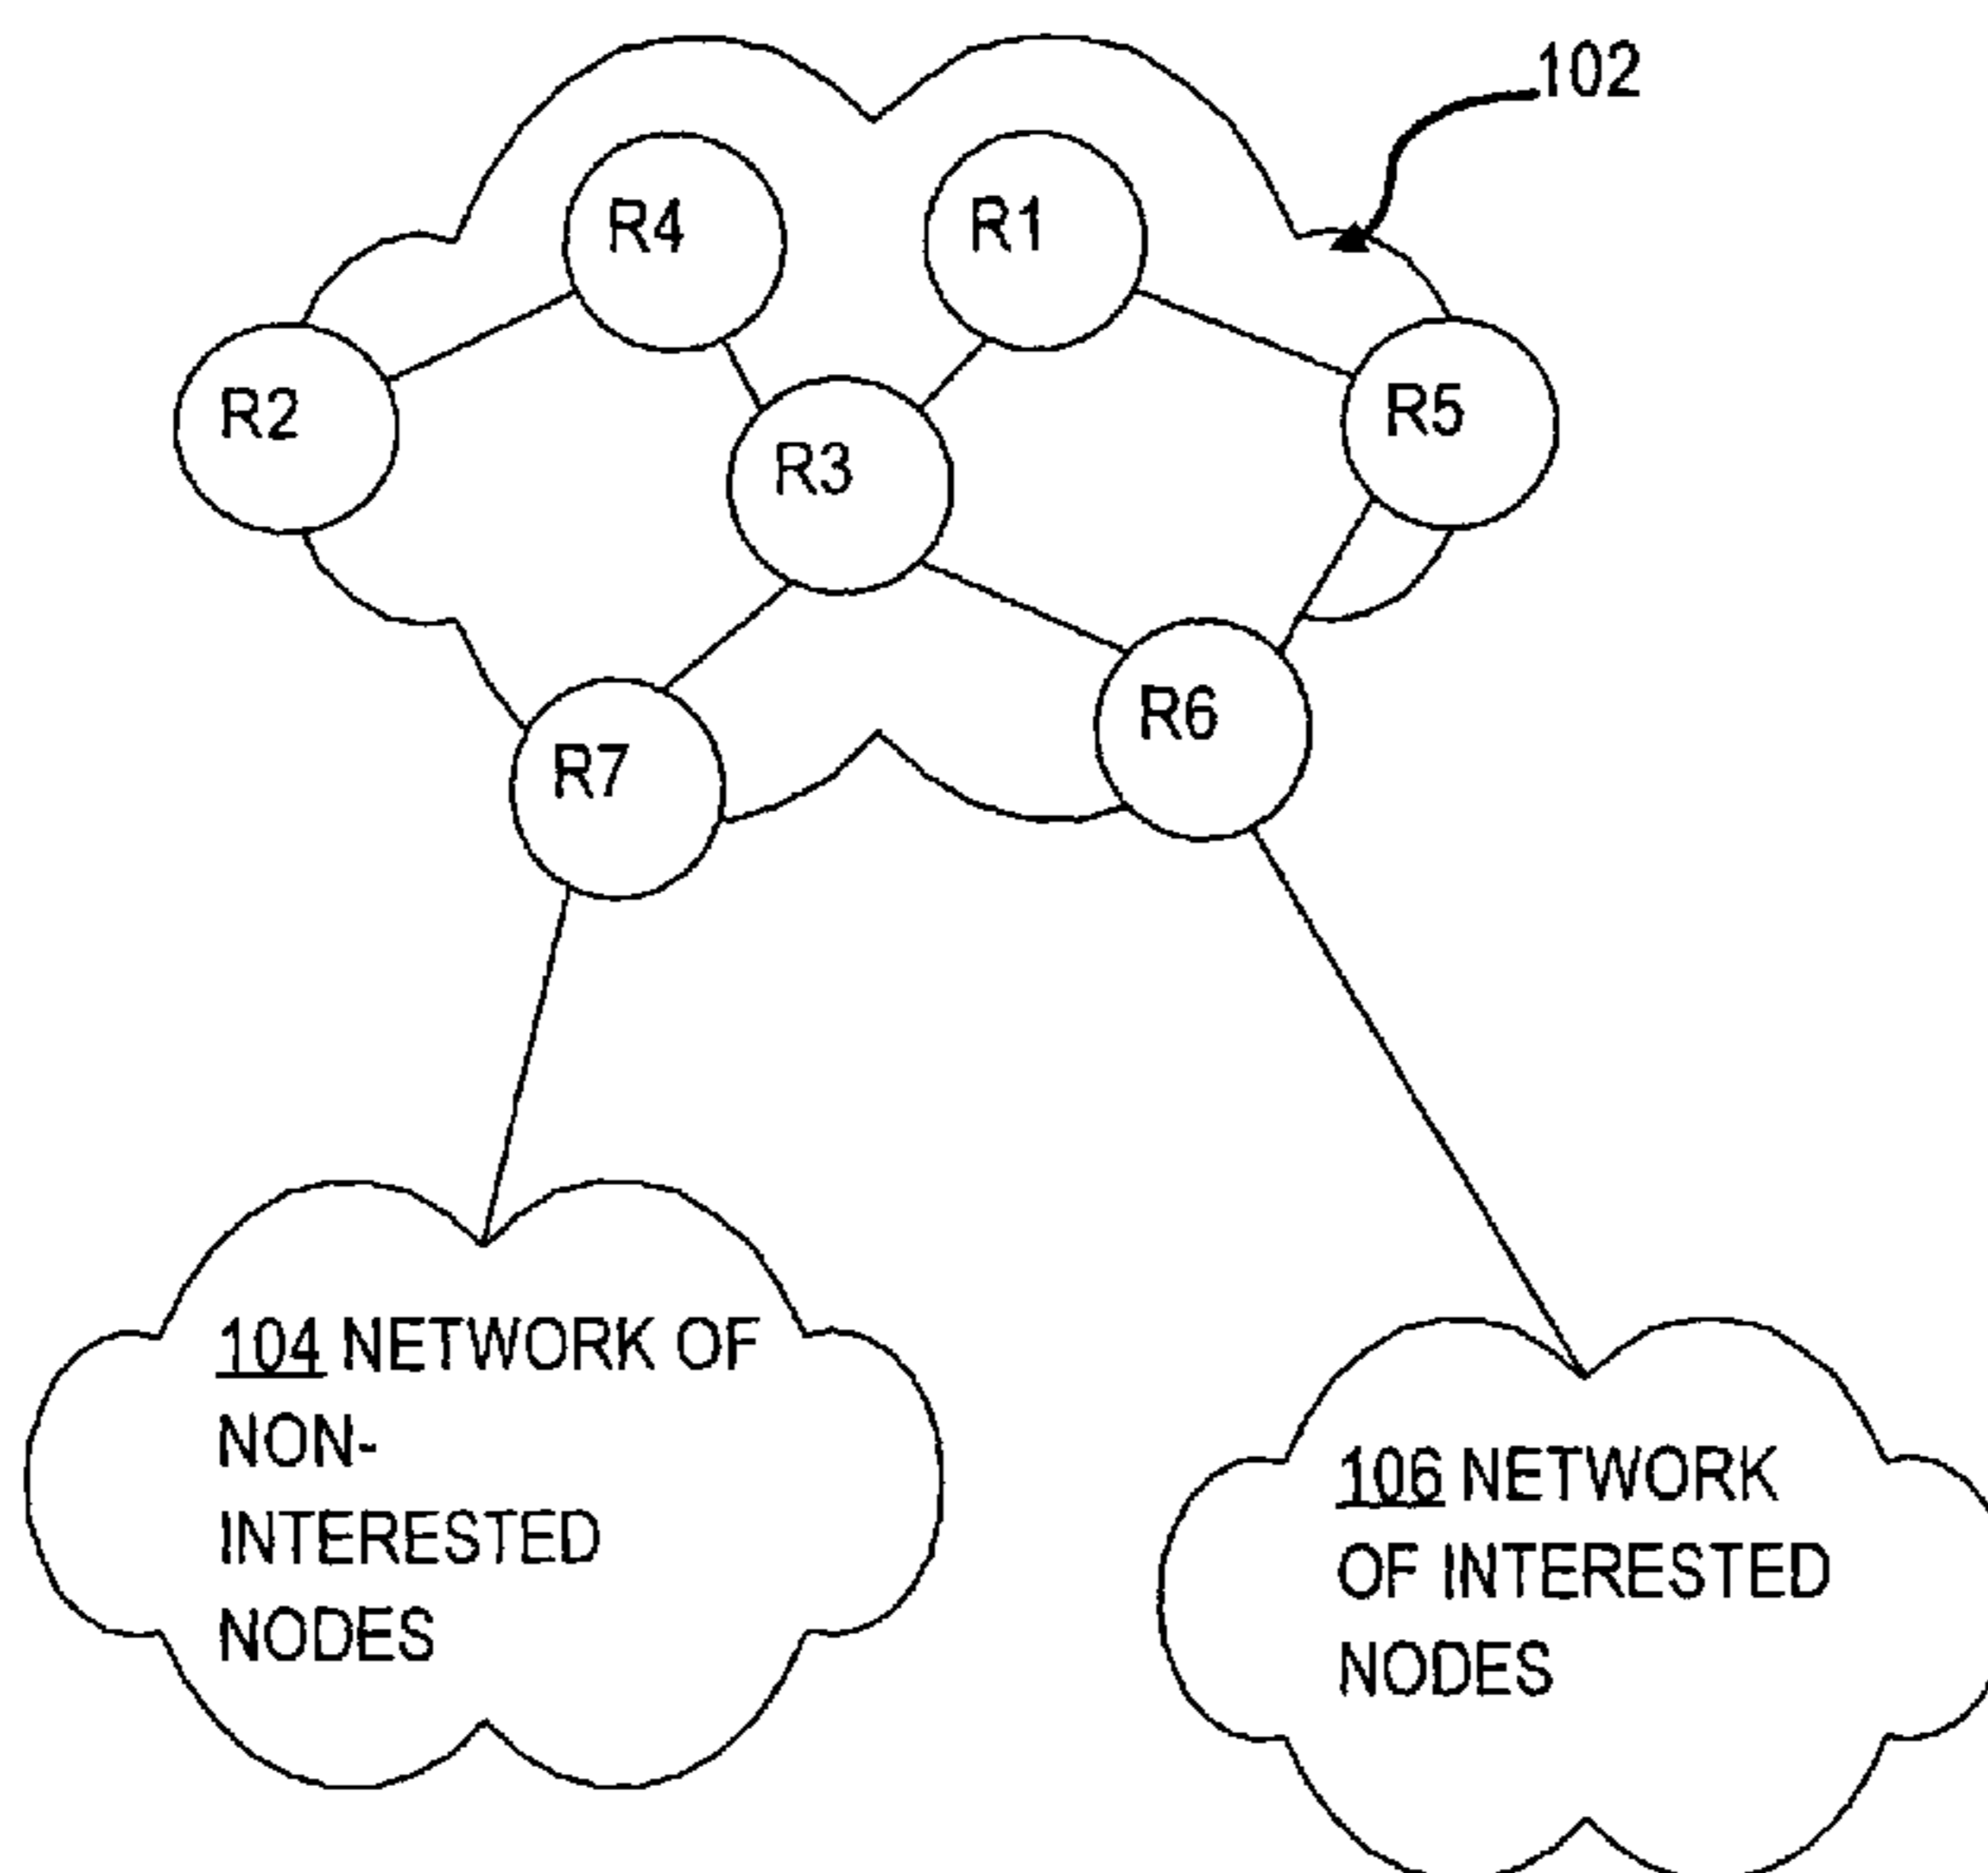 102
R4
R1
R2
R5
R3
R6
R7
104 NETWORK OF
NON-
INTERESTED
NODES
106 NETWORK
OF INTERESTED
NODES